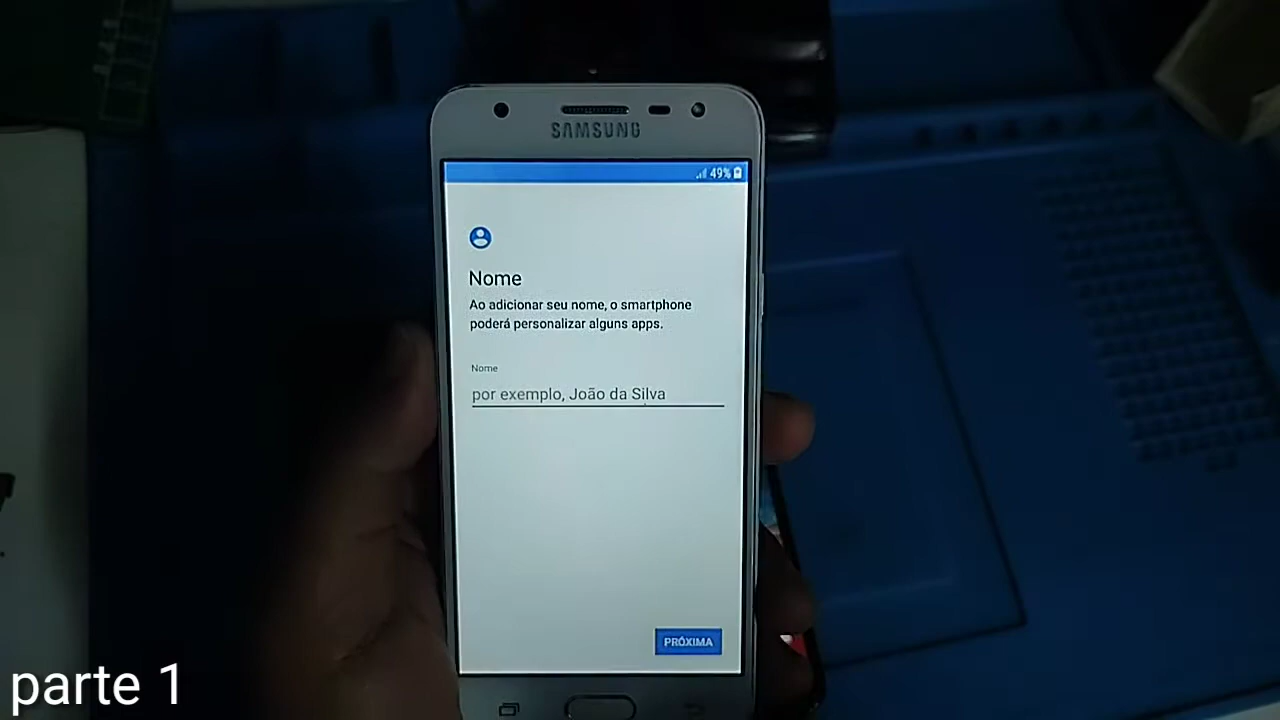 SAMSUNG
49%
Nome
Ao adicionar seu nome, o smartphone
poderá personalizar alguns apps.
Nome
por exemplo, João da Silva
PRÓXIMA
parte 1